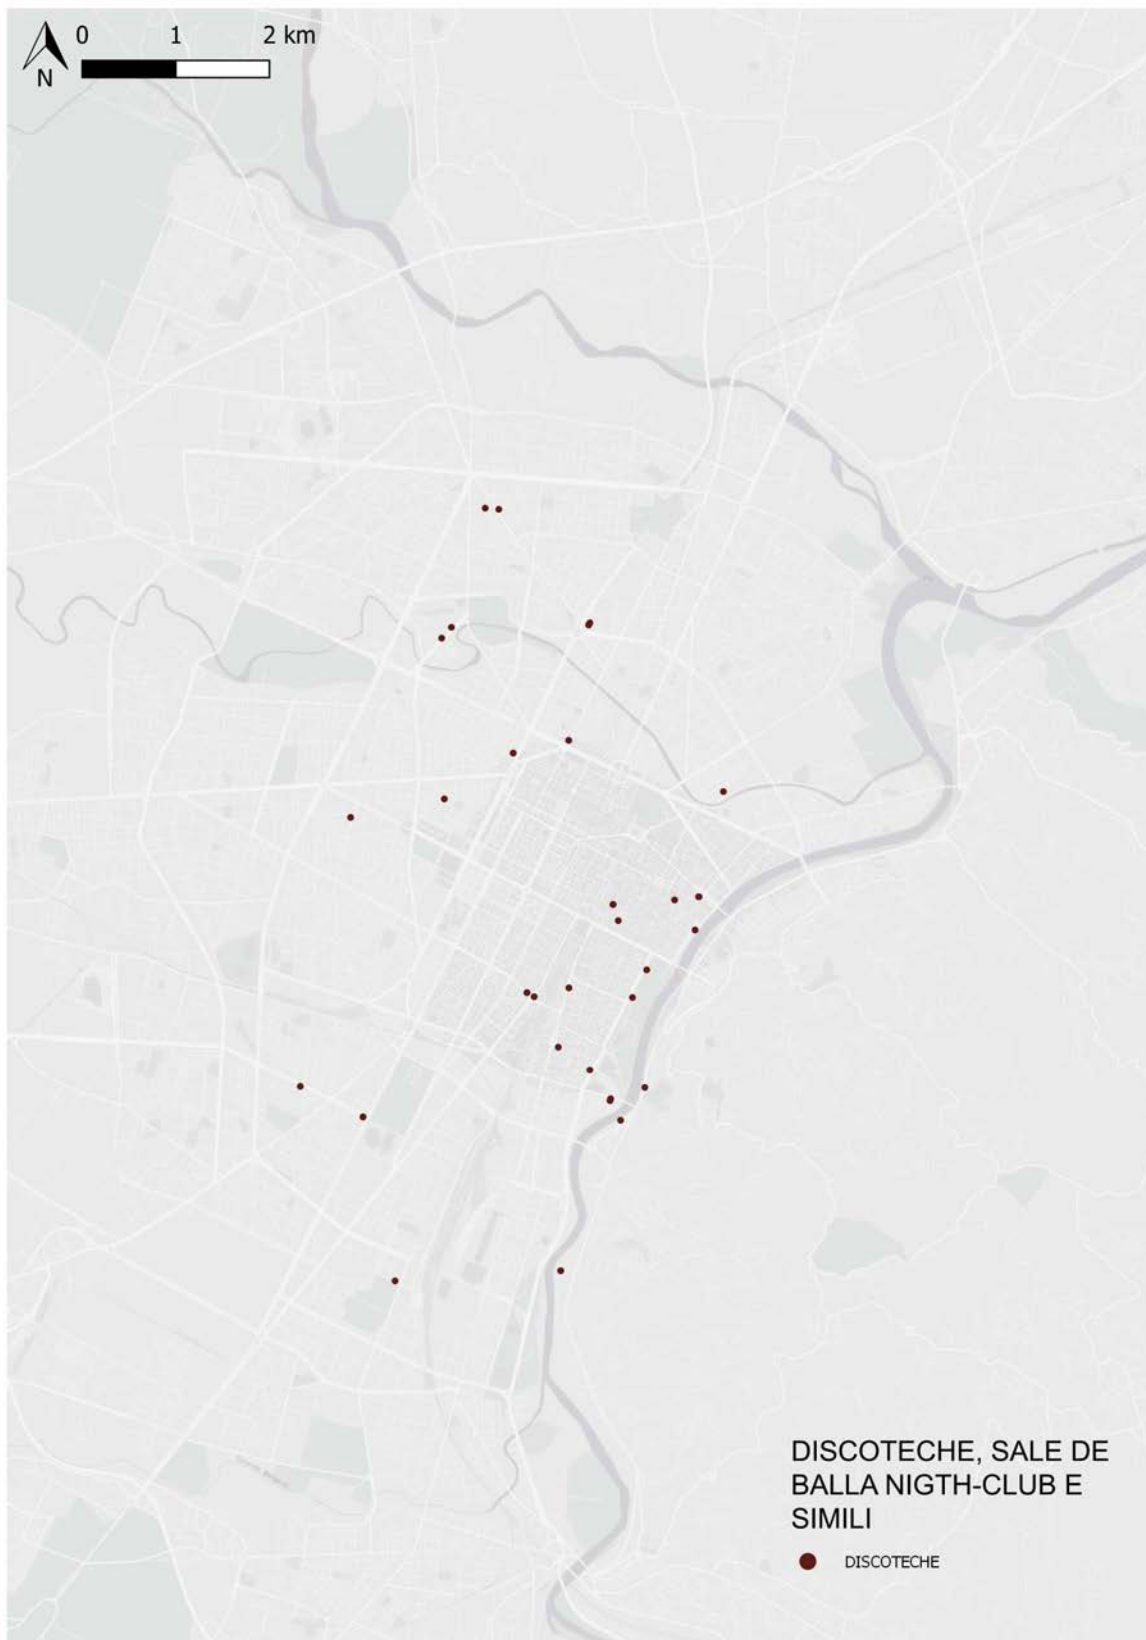 0 1 2 km
N
DISCOTECHE, SALE DE
BALLA NIGTH-CLUB E
SIMILI
DISCOTECHE